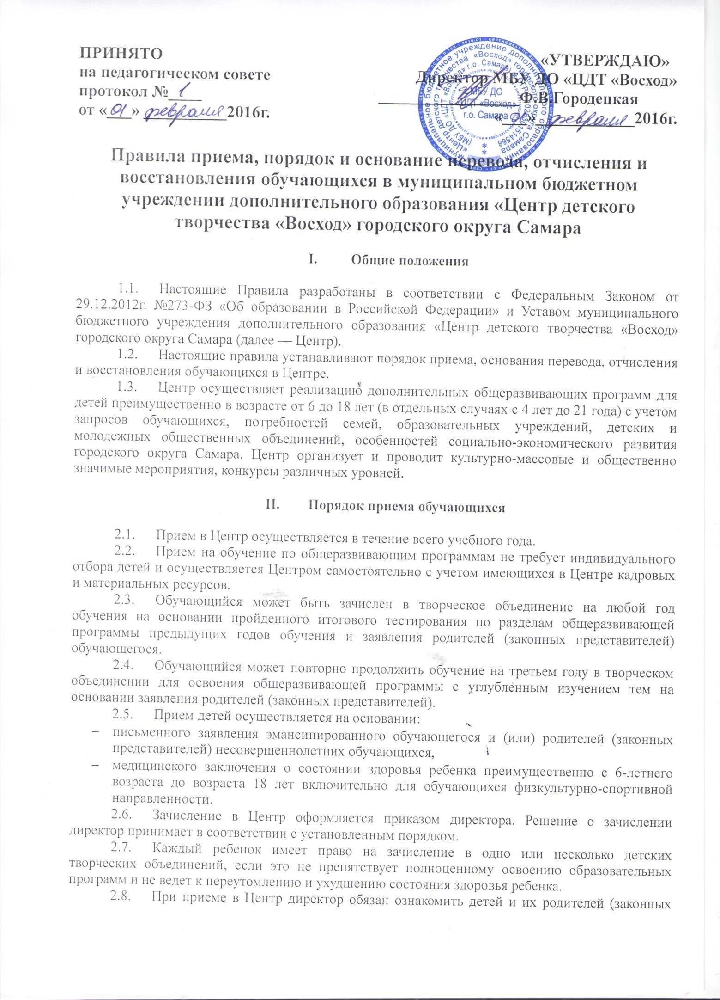 ПРИНЯТО
на педагогическом совете
протокол № 1
от «01» февраля 2016г.
«УТВЕРЖДАЮ»
Директор МБУ ДО «ЦДТ «Восход»
Ф.В.Городецкая
«01» февраля 2016г.
МБУ ДО
ЦДТ «Восход»
г.о. Самара
Правила приема, порядок и основание перевода, отчисления и
восстановления обучающихся в муниципальном бюджетном
учреждении дополнительного образования «Центр детского
творчества «Восход» городского округа Самара
I. Общие положения
1.1. Настоящие Правила разработаны в соответствии с Федеральным Законом от
29.12.2012г. №273-ФЗ «Об образовании в Российской Федерации» и Уставом муниципального
бюджетного учреждения дополнительного образования «Центр детского творчества «Восход»
городского округа Самара (далее — Центр).
1.2. Настоящие правила устанавливают порядок приема, основания перевода, отчисления
и восстановления обучающихся в Центре.
1.3. Центр осуществляет реализацию дополнительных общеразвивающих программ для
детей преимущественно в возрасте от 6 до 18 лет (в отдельных случаях с 4 лет до 21 года) с учетом
запросов обучающихся, потребностей семей, образовательных учреждений, детских и
молодежных общественных объединений, особенностей социально-экономического развития
городского округа Самара. Центр организует и проводит культурно-массовые и общественно
значимые мероприятия, конкурсы различных уровней.
II. Порядок приема обучающихся
2.1. Прием в Центр осуществляется в течение всего учебного года.
2.2. Прием на обучение по общеразвивающим программам не требует индивидуального
отбора детей и осуществляется Центром самостоятельно с учетом имеющихся в Центре кадровых
и материальных ресурсов.
2.3. Обучающийся может быть зачислен в творческое объединение на любой год
обучения на основании пройденного итогового тестирования по разделам общеразвивающей
программы предыдущих годов обучения и заявления родителей (законных представителей)
обучающегося.
2.4. Обучающийся может повторно продолжить обучение на третьем году в творческом
объединении для освоения общеразвивающей программы с углубленным изучением тем на
основании заявления родителей (законных представителей).
2.5. Прием детей осуществляется на основании:
– письменного заявления эмансипированного обучающегося и (или) родителей (законных
представителей) несовершеннолетних обучающихся,
– медицинского заключения о состоянии здоровья ребенка преимущественно с 6-летнего
возраста до возраста 18 лет включительно для обучающихся физкультурно-спортивной
направленности.
2.6. Зачисление в Центр оформляется приказом директора. Решение о зачислении
директор принимает в соответствии с установленным порядком.
2.7. Каждый ребенок имеет право на зачисление в одно или несколько детских
творческих объединений, если это не препятствует полноценному освоению образовательных
программ и не ведет к переутомлению и ухудшению состояния здоровья ребенка.
2.8. При приеме в Центр директор обязан ознакомить детей и их родителей (законных